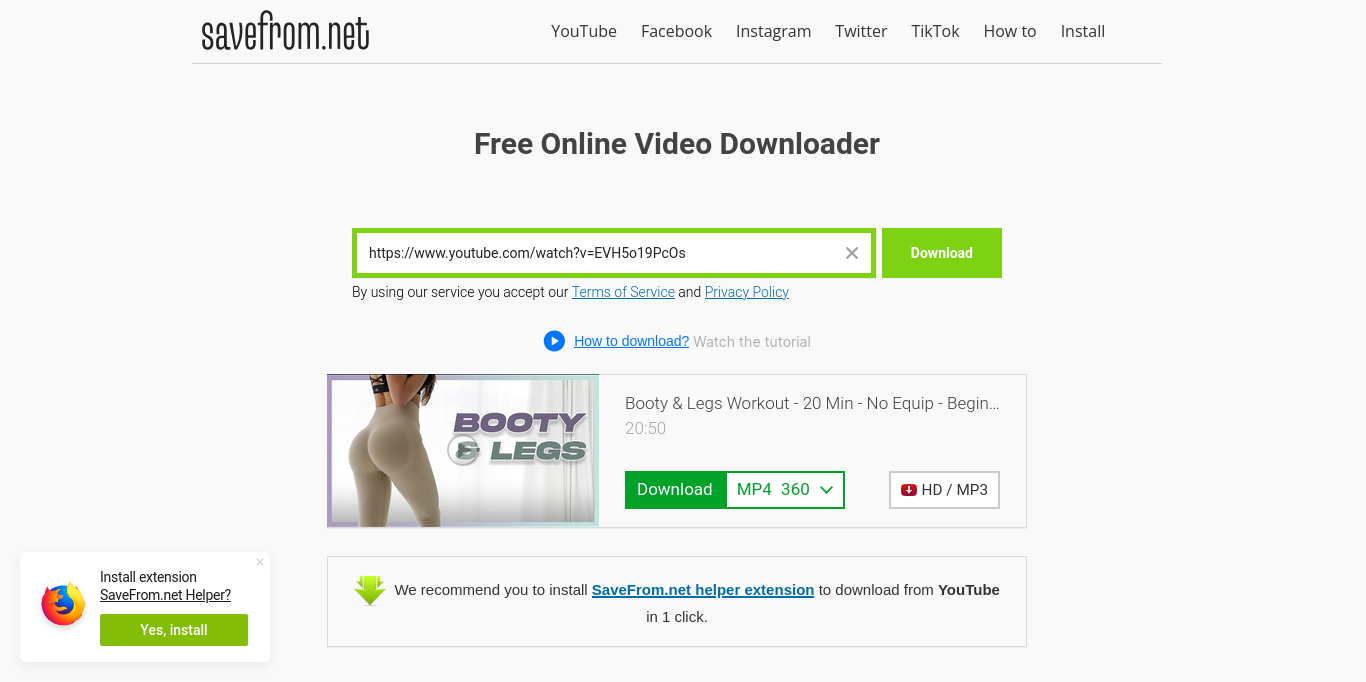 savefrom.net
YouTube Facebook Instagram Twitter TikTok How to Install
Free Online Video Downloader
https://www.youtube.com/watch?v=EVH5o19PcOs
Download
By using our service you accept our Terms of Service and Privacy Policy
How to download? Watch the tutorial
BOOTY
& LEGS
Booty & Legs Workout - 20 Min - No Equip - Begin...
20:50
Download MP4 360
HD / MP3
We recommend you to install SaveFrom.net helper extension to download from YouTube
in 1 click.
Install extension
SaveFrom.net Helper?
Yes, install